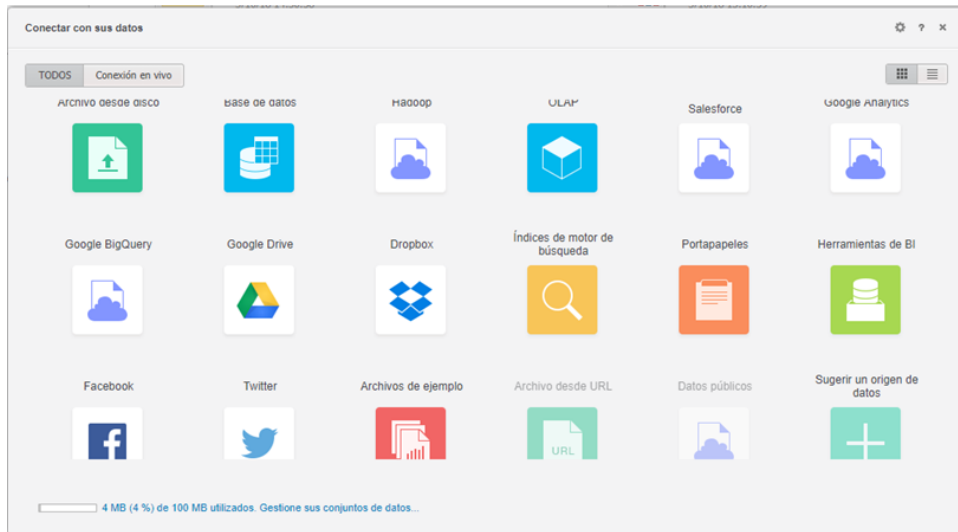 Conectar con sus datos
?
TODOS Conexión en vivo
Archivo desde disco Base de datos Hadoop OLAP Salesforce Google Analytics
Google BigQuery Google Drive Dropbox Índices de motor de búsqueda Portapapeles Herramientas de BI
Facebook Twitter Archivos de ejemplo Archivo desde URL Datos públicos Sugerir un origen de datos
URL
4 MB (4 %) de 100 MB utilizados. Gestione sus conjuntos de datos...